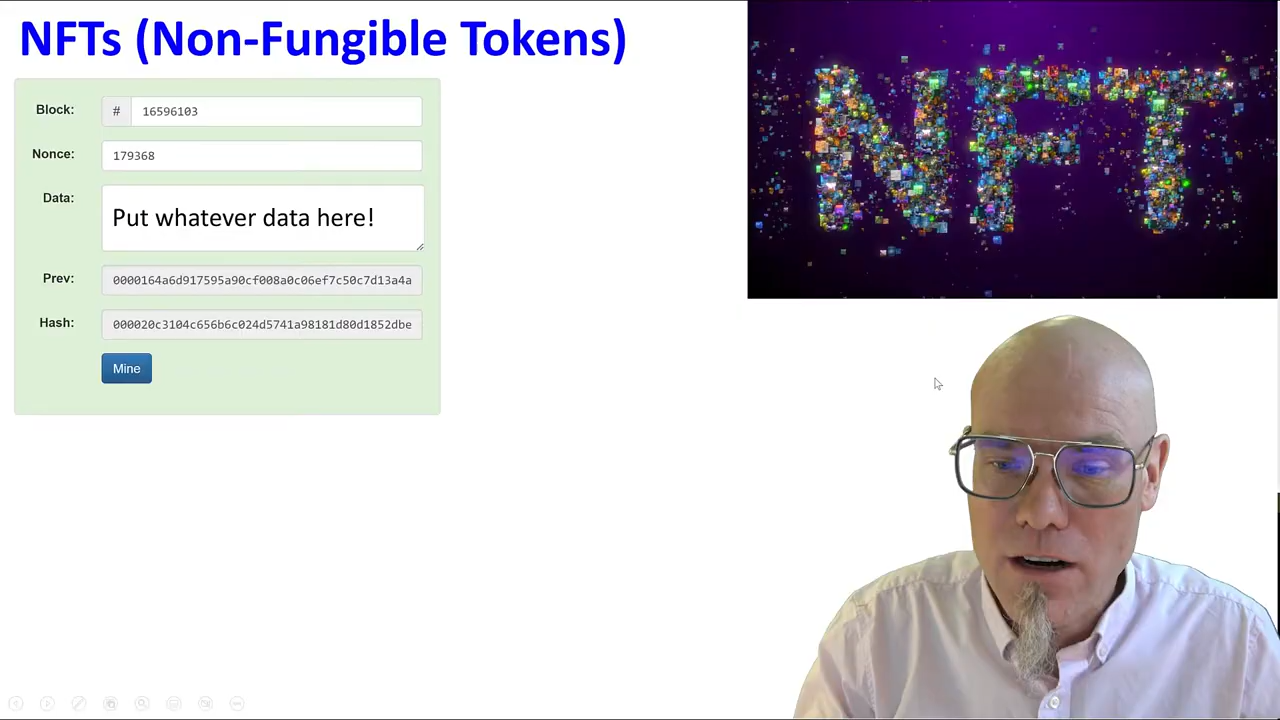 NFTs (Non-Fungible Tokens)
Block: # 16596103
Nonce: 179368
Data: Put whatever data here!
Prev: 0000164a6d917595a90cf008a0c06ef7c50c7d13a4a
Hash: 000020c3104c656b6c024d5741a98181d80d1852dbe
Mine
NFT